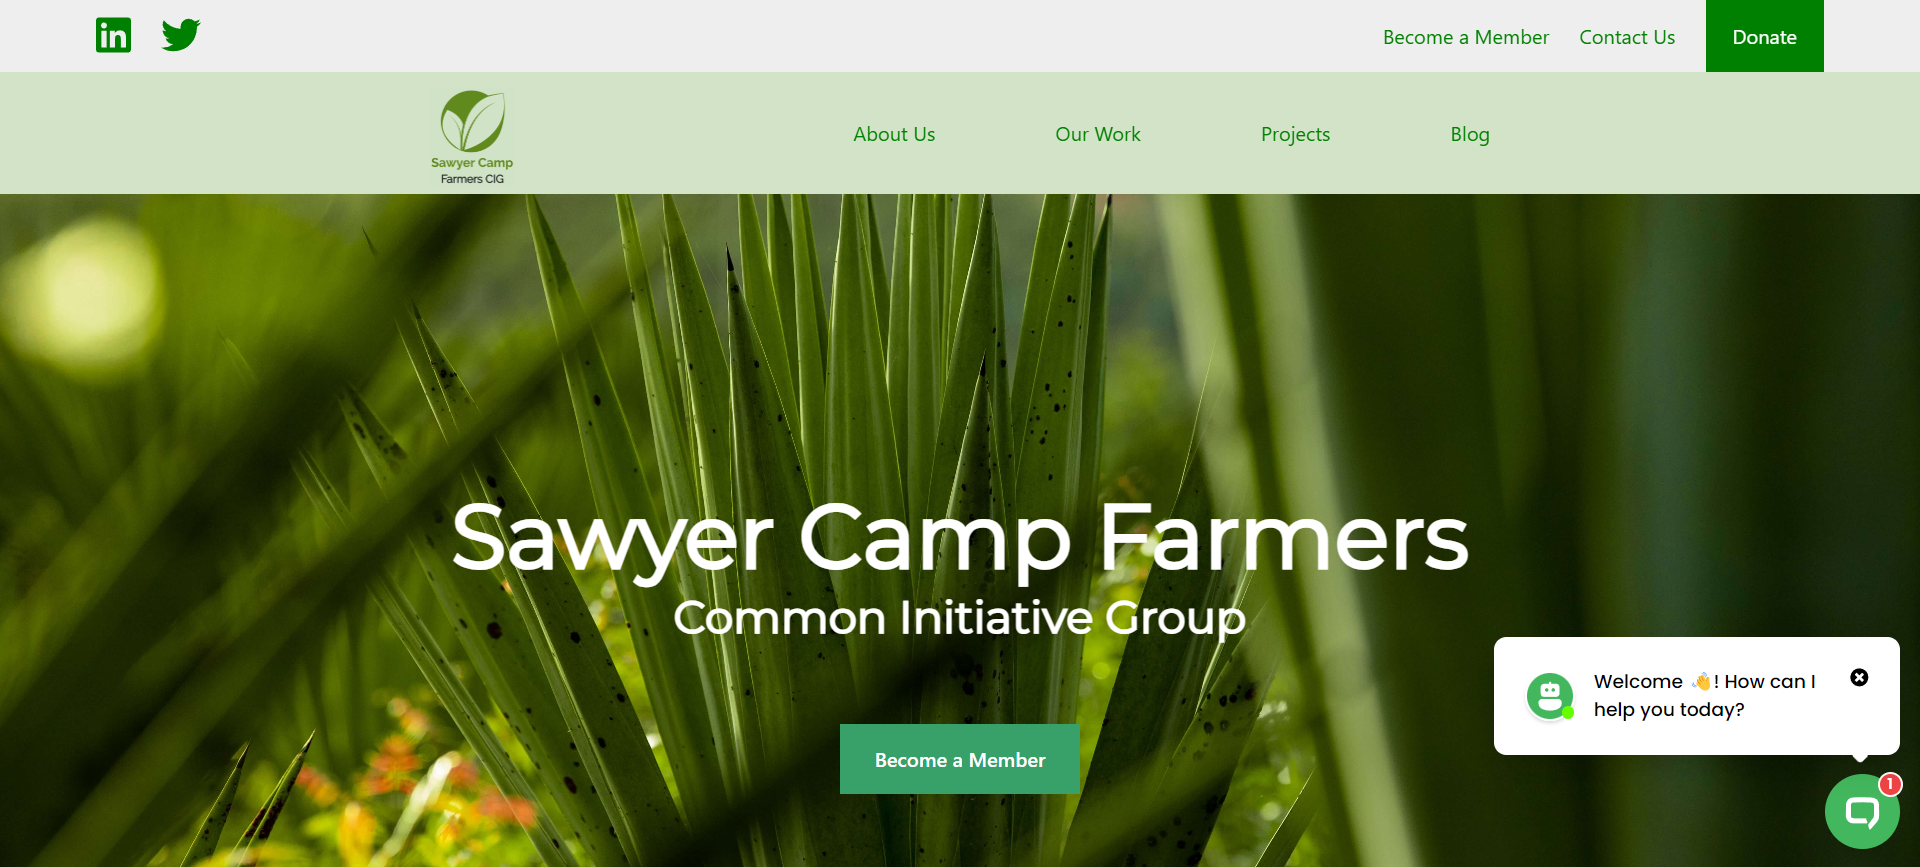 in
Become a Member
Contact Us
Donate
Sawyer Camp
Farmers CIG
About Us
Our Work
Projects
Blog
Sawyer Camp Farmers
Common Initiative Group
Become a Member
Welcome 👋! How can I
help you today?
1